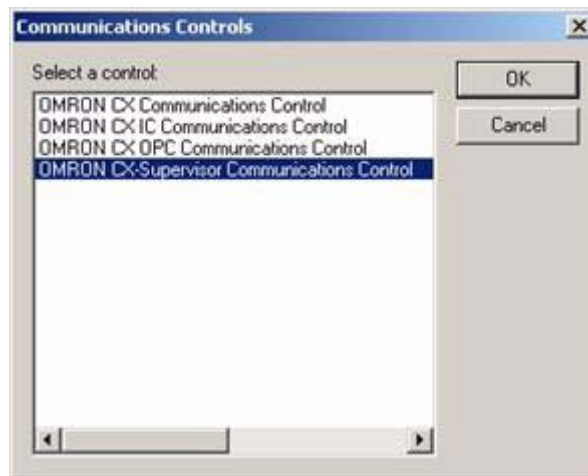 Communications Controls
Select a control:
OK
OMRON CX Communications Control
OMRON CX IC Communications Control
Cancel
OMRON CX OPC Communications Control
OMRON CX-Supervisor Communications Control